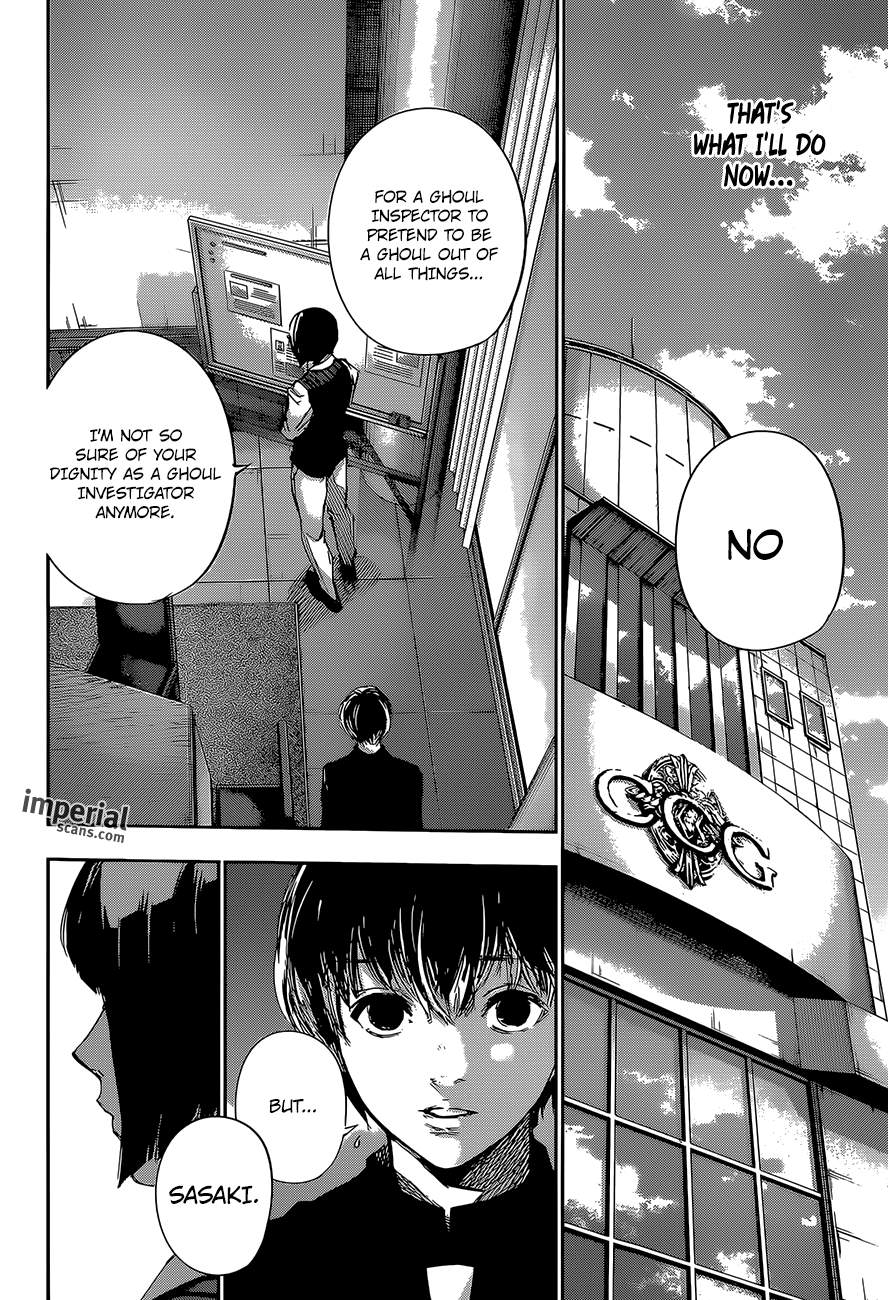 THAT'S
WHAT I'LL DO
NOW...
NO
CCG
FOR A GHOUL
INSPECTOR TO
PRETEND TO BE
A GHOUL OUT OF
ALL THINGS...
I'M NOT SO
SURE OF YOUR
DIGNITY AS A GHOUL
INVESTIGATOR
ANYMORE.
imperial
scans.com
BUT...
SASAKI.